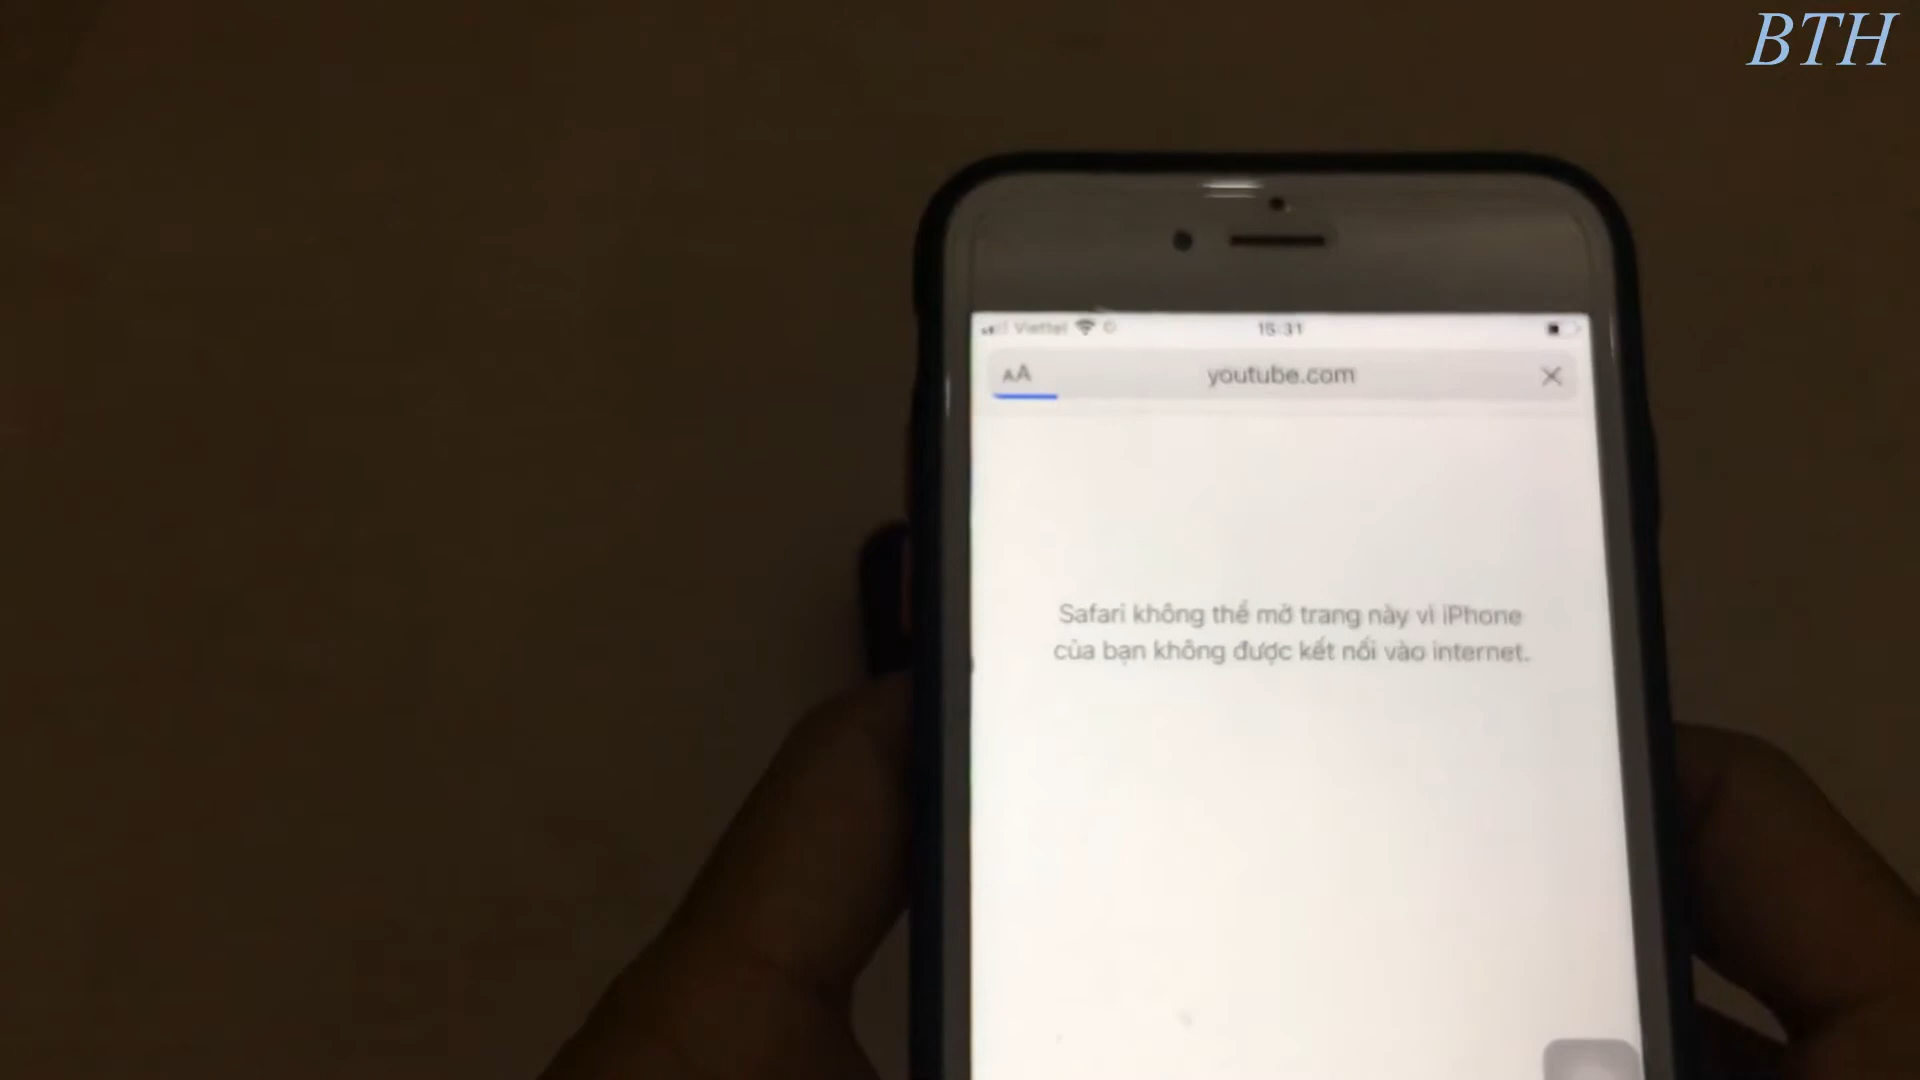 BTH
Viettel 15:31
AA youtube.com
Safari không thể mở trang này vì iPhone
của bạn không được kết nối vào internet.